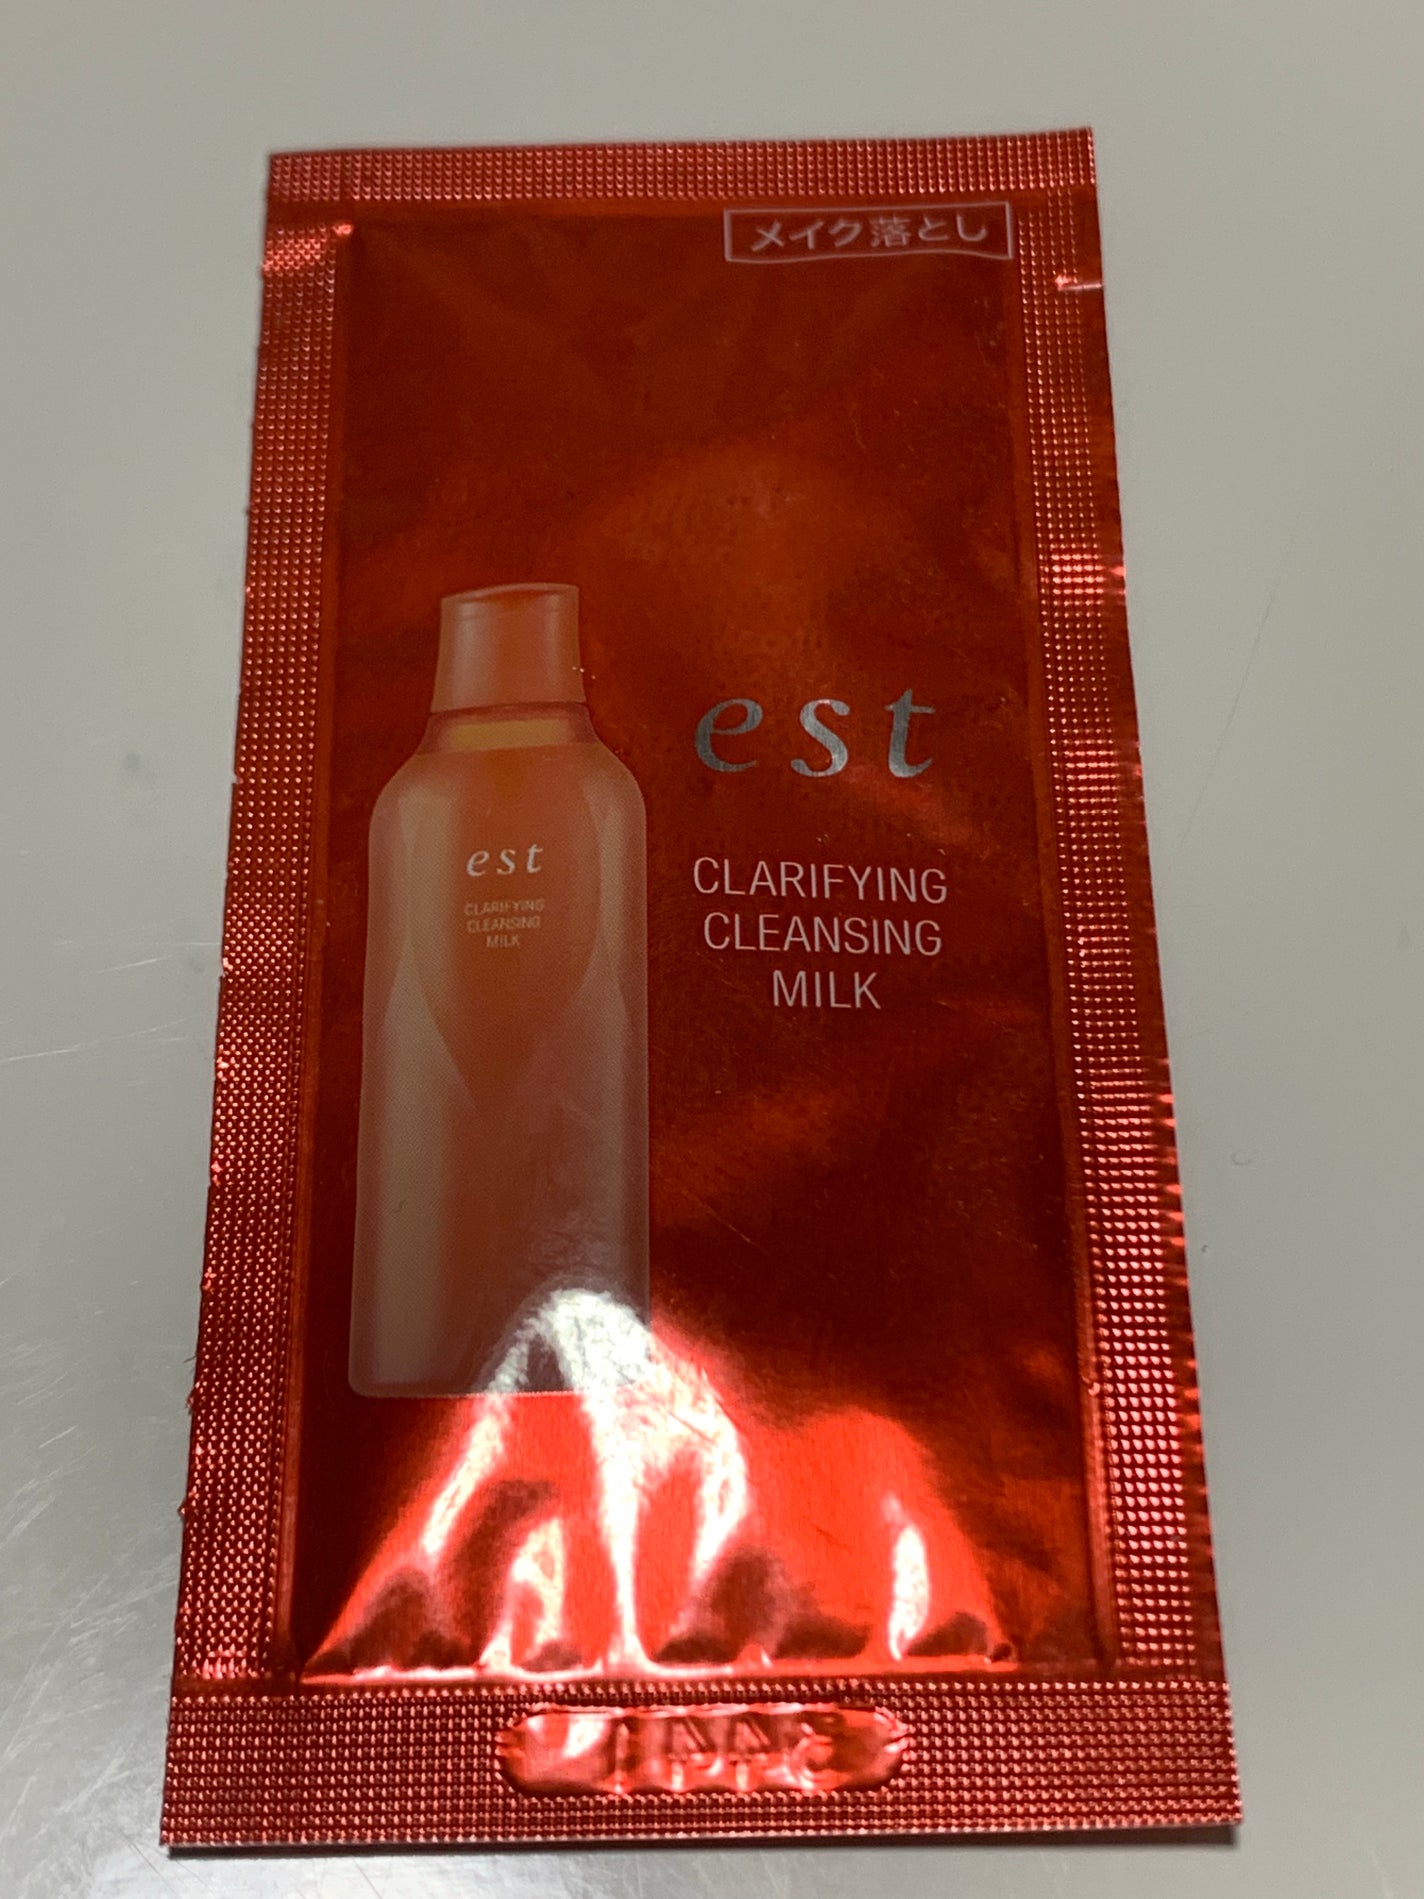 メイク落とし
est
CLARIFYING
CLEANSING
MILK
est
CLARIFYING
CLEANSING
MILK